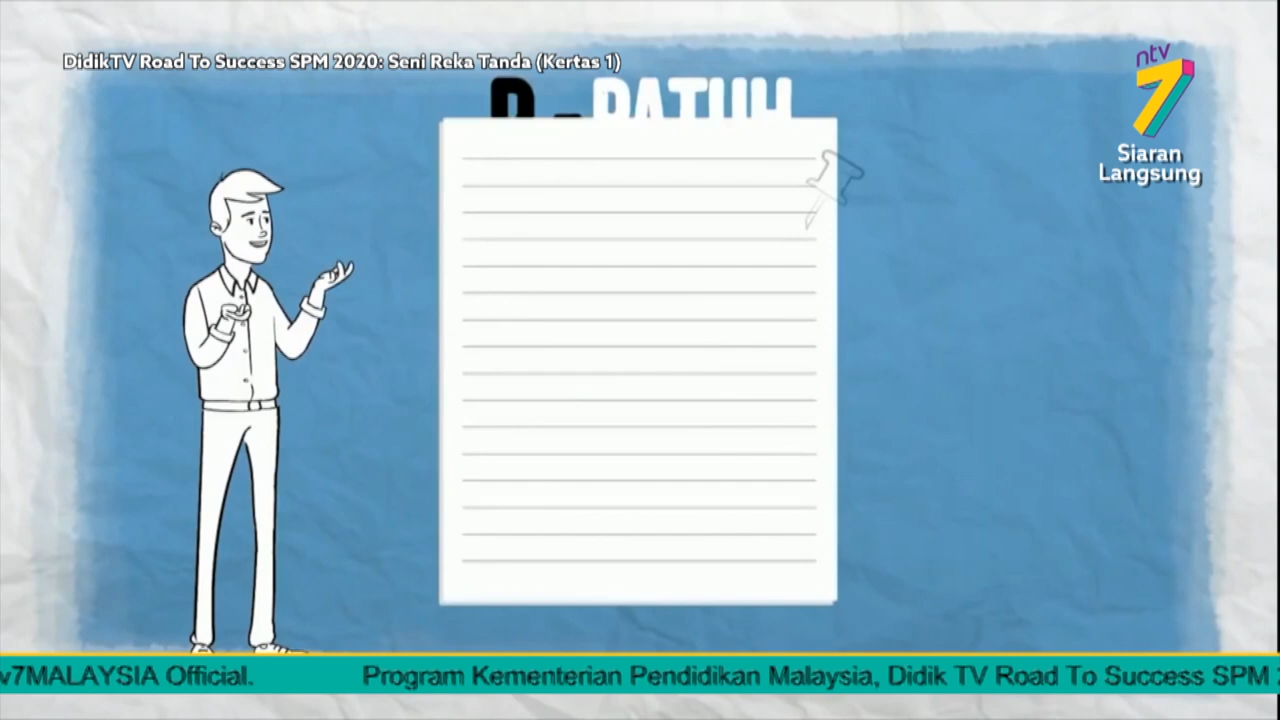 DidikTV Road To Success SPM 2020: Seni Reka Tanda (Kertas 1)
ntv
7
Siaran
Langsung
P - PATUH
v7MALAYSIA Official. Program Kementerian Pendidikan Malaysia, Didik TV Road To Success SPM